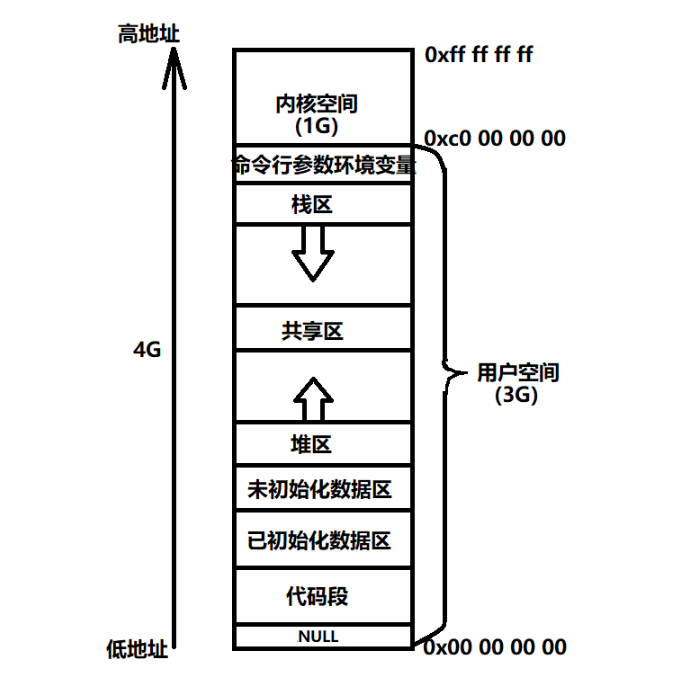 高地址
0xff ff ff ff
内核空间
(1G)
0xc0 00 00 00
命令行参数环境变量
栈区
共享区
4G
用户空间
(3G)
堆区
未初始化数据区
已初始化数据区
代码段
NULL
低地址
0x00 00 00 00